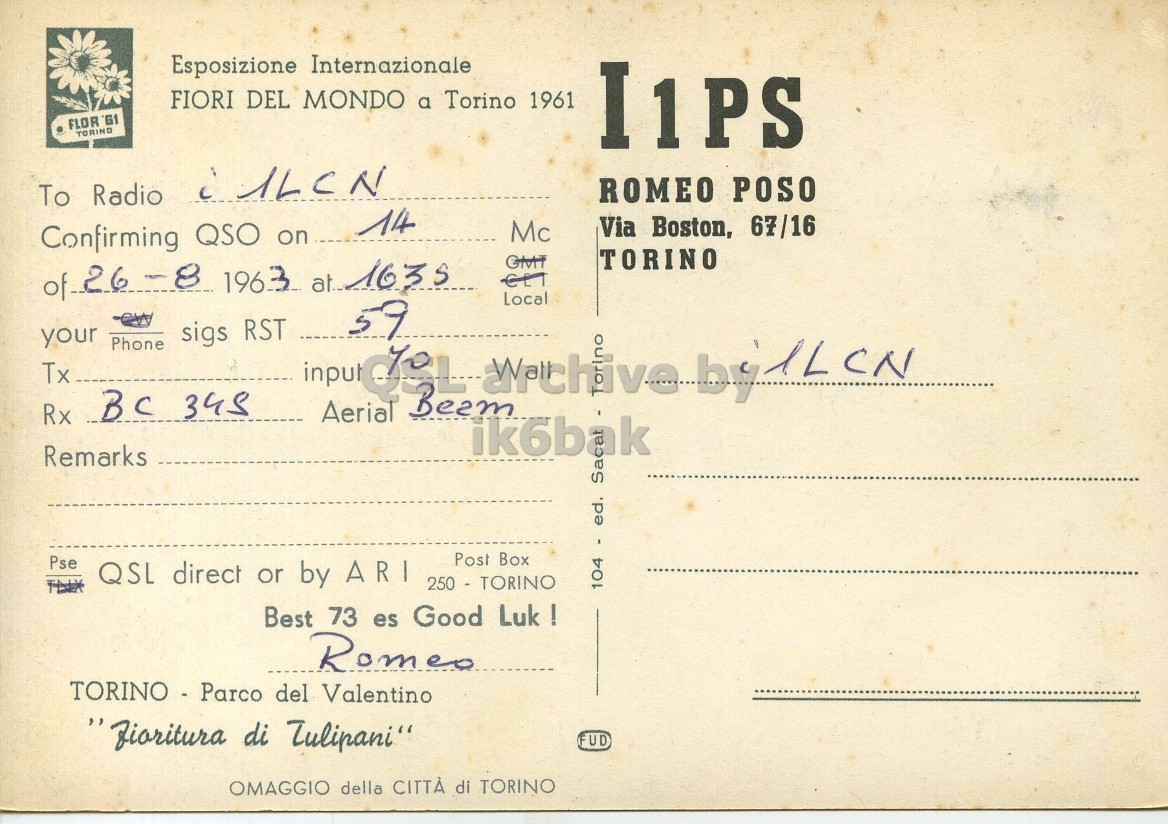 FLOR '61
TORINO
Esposizione Internazionale
FIORI DEL MONDO a Torino 1961
To Radio i 1LCN
Confirming QSO on 14 Mc
of 26-8 1963 at 1635 GMT CET Local
your CW Phone sigs RST 59
Tx input 70 Watt
Rx BC 348 Aerial Beam
Remarks
Pse TNX QSL direct or by A R I Post Box
250 - TORINO
Best 73 es Good Luk !
Romeo
TORINO - Parco del Valentino
"Fioritura di Tulipani"
OMAGGIO della CITTÀ di TORINO
104 - ed. Sacat - Torino
FUD
I1PS
ROMEO POSO
Via Boston, 67/16
TORINO
i 1LCN
QSL archive by
ik6bak